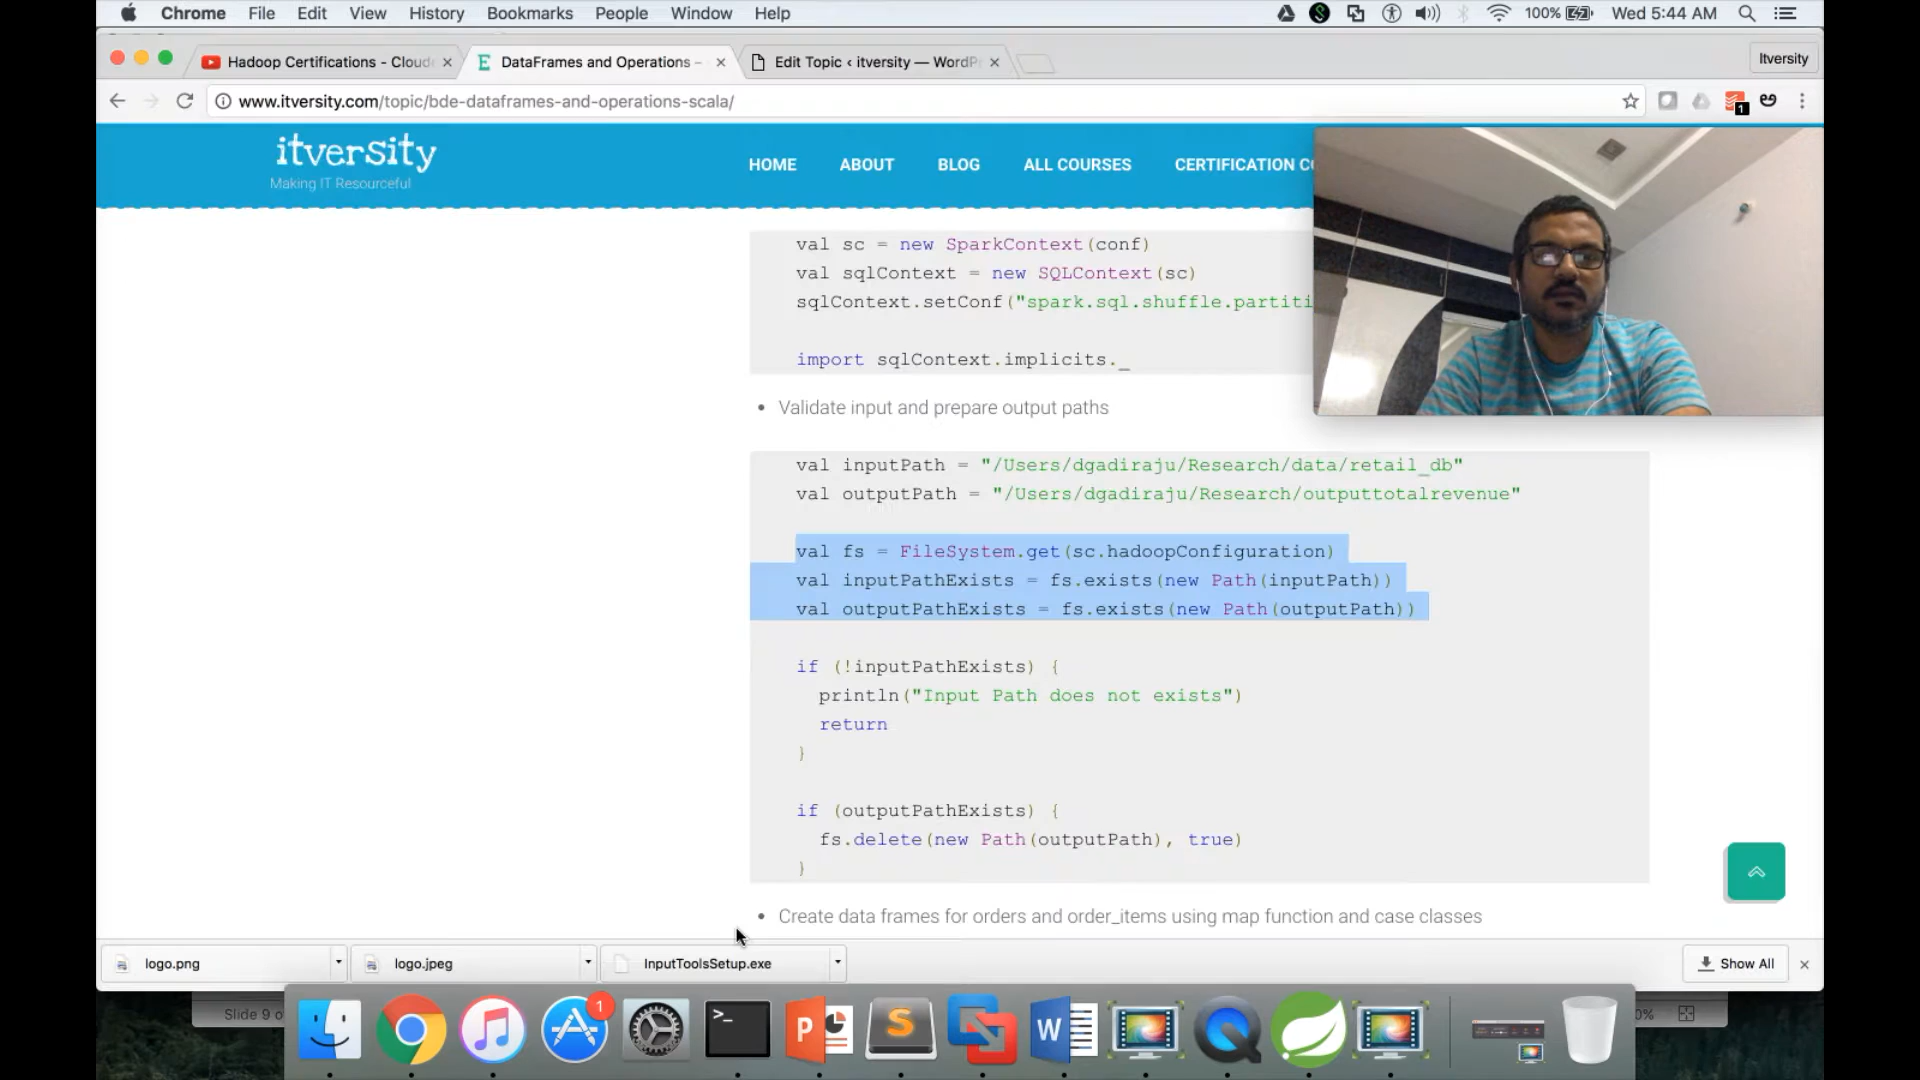 Chrome File Edit View History Bookmarks People Window Help 100% Wed 5:44 AM
Hadoop Certifications - Cloud
DataFrames and Operations –
Edit Topic ‹ itversity — WordP
Itversity
www.itversity.com/topic/bde-dataframes-and-operations-scala/
1
itversity
Making IT Resourceful
HOME ABOUT BLOG ALL COURSES CERTIFICATION CO
val sc = new SparkContext(conf)
val sqlContext = new SQLContext(sc)
sqlContext.setConf("spark.sql.shuffle.partiti
import sqlContext.implicits._
• Validate input and prepare output paths
val inputPath = "/Users/dgadiraju/Research/data/retail_db"
val outputPath = "/Users/dgadiraju/Research/outputtotalrevenue"
val fs = FileSystem.get(sc.hadoopConfiguration)
val inputPathExists = fs.exists(new Path(inputPath))
val outputPathExists = fs.exists(new Path(outputPath))
if (!inputPathExists) {
println("Input Path does not exists")
return
}
if (outputPathExists) {
fs.delete(new Path(outputPath), true)
}
• Create data frames for orders and order_items using map function and case classes
logo.png
logo.jpeg
InputToolsSetup.exe
Show All
Slide 9 o
0%
1
>_
P
S
W